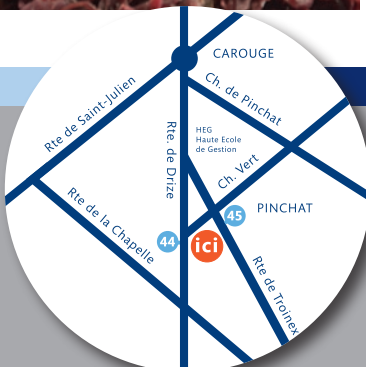 CAROUGE
Rte de Saint-Julien
Ch. de Pinchat
Rte. de Drize
HEG
Haute Ecole
de Gestion
Ch. Vert
Rte de la Chapelle
45
PINCHAT
44
ici
Rte de Troinex